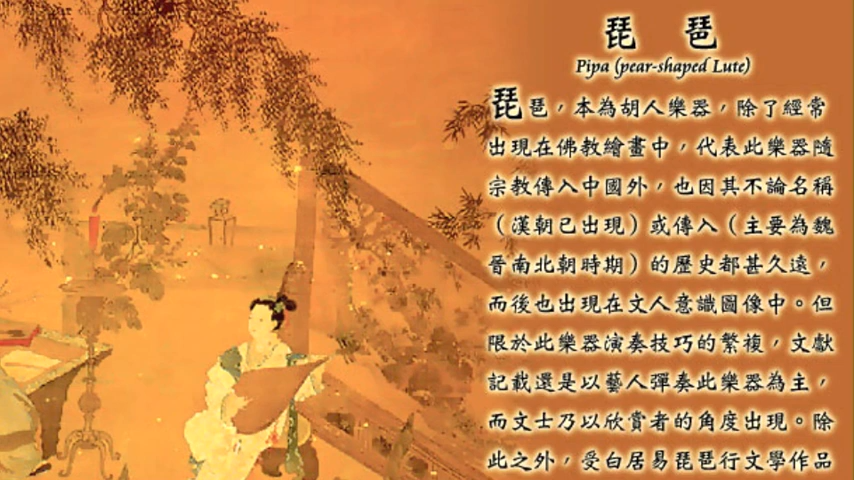 琵 琶
Pipa (pear-shaped Lute)
琵琶，本為胡人樂器，除了經常
出現在佛教繪畫中，代表此樂器隨
宗教傳入中國外，也因其不論名稱
（漢朝已出現）或傳入（主要為魏
晉南北朝時期）的歷史都甚久遠，
而後也出現在文人意識圖像中。但
限於此樂器演奏技巧的繁複，文獻
記載還是以藝人彈奏此樂器為主，
而文士乃以欣賞者的角度出現。除
此之外，受白居易琵琶行文學作品